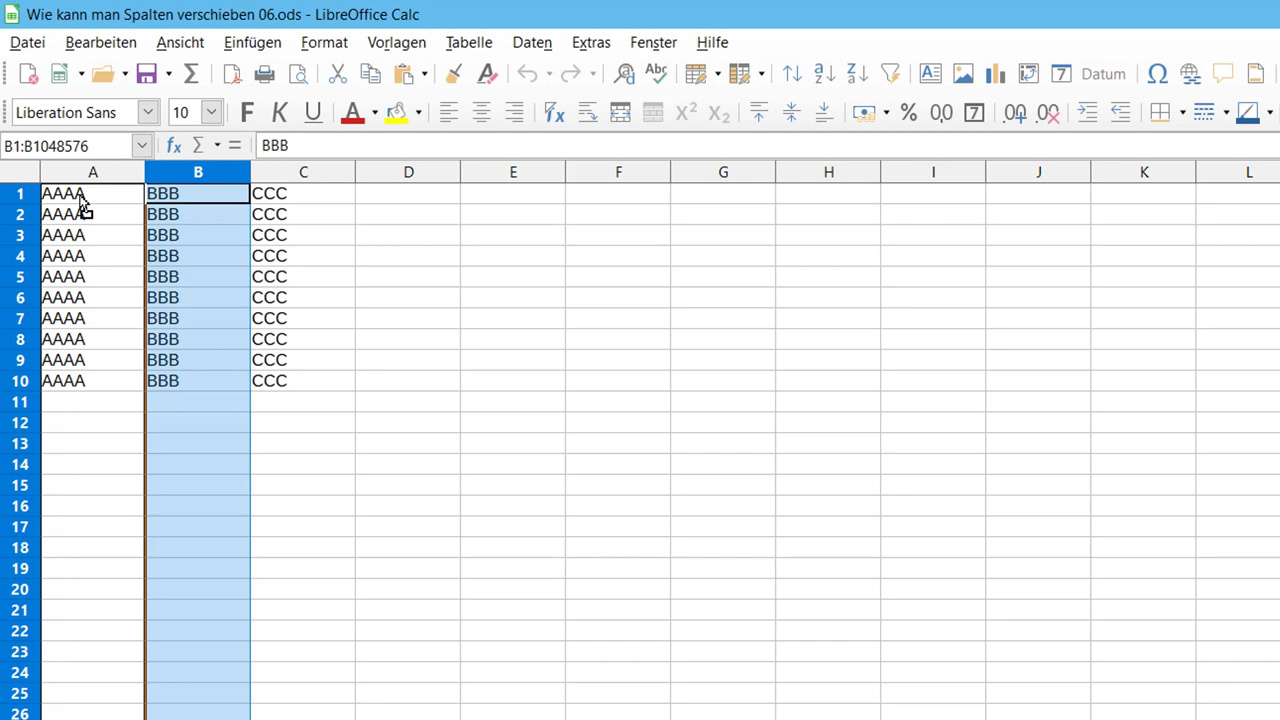 Wie kann man Spalten verschieben 06.ods - LibreOffice Calc
Datei Bearbeiten Ansicht Einfügen Format Vorlagen Tabelle Daten Extras Fenster Hilfe
Datum
Liberation Sans 10 F K U
B1:B1048576 BBB
A B C D E F G H I J K L
1 AAAA BBB CCC
2 AAAA BBB CCC
3 AAAA BBB CCC
4 AAAA BBB CCC
5 AAAA BBB CCC
6 AAAA BBB CCC
7 AAAA BBB CCC
8 AAAA BBB CCC
9 AAAA BBB CCC
10 AAAA BBB CCC
11
12
13
14
15
16
17
18
19
20
21
22
23
24
25
26